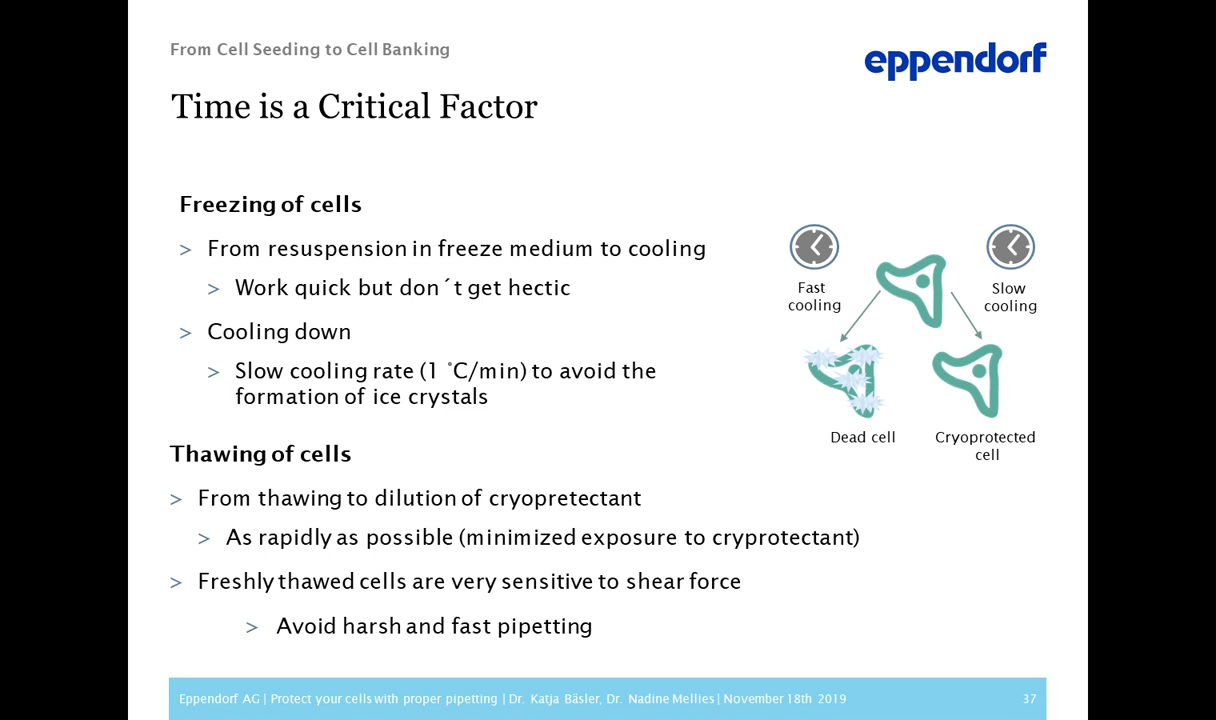 From Cell Seeding to Cell Banking
eppendorf
Time is a Critical Factor
Freezing of cells
> From resuspension in freeze medium to cooling
> Work quick but don´t get hectic
> Cooling down
> Slow cooling rate (1 °C/min) to avoid the
formation of ice crystals
Fast
cooling
Slow
cooling
Dead cell
Cryoprotected
cell
Thawing of cells
> From thawing to dilution of cryopretectant
> As rapidly as possible (minimized exposure to cryprotectant)
> Freshly thawed cells are very sensitive to shear force
> Avoid harsh and fast pipetting
Eppendorf AG | Protect your cells with proper pipetting | Dr. Katja Bäsler, Dr. Nadine Mellies | November 18th 2019
37